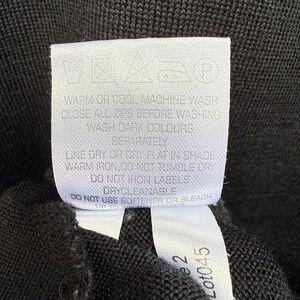 P
WARM OR COOL MACHINE WASH
CLOSE ALL ZIPS BEFORE WASHING
WASH DARK COLOURS
SEPARATELY
LINE DRY OR DRY FLAT IN SHADE
WARM IRON,DO NOT TUMBLE DRY
DO NOT IRON LABELS
DRYCLEANABLE
DO NOT USE SOFTENER OR BLEACH
2
Lot045